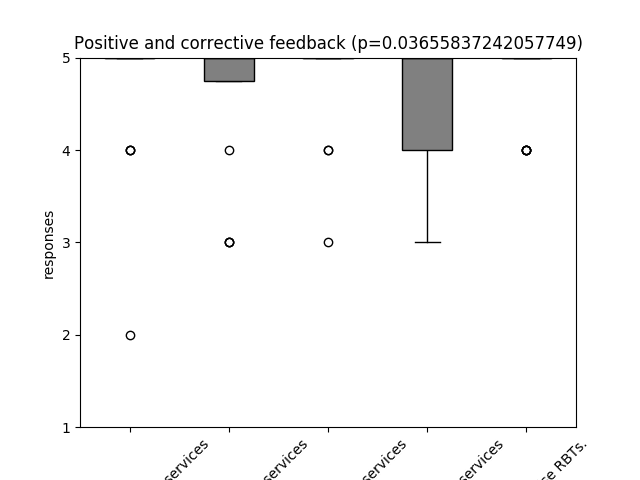 Positive and corrective feedback (p=0.03655837242057749)
5
4
3
2
1
responses
services
services
services
services
RBTs.